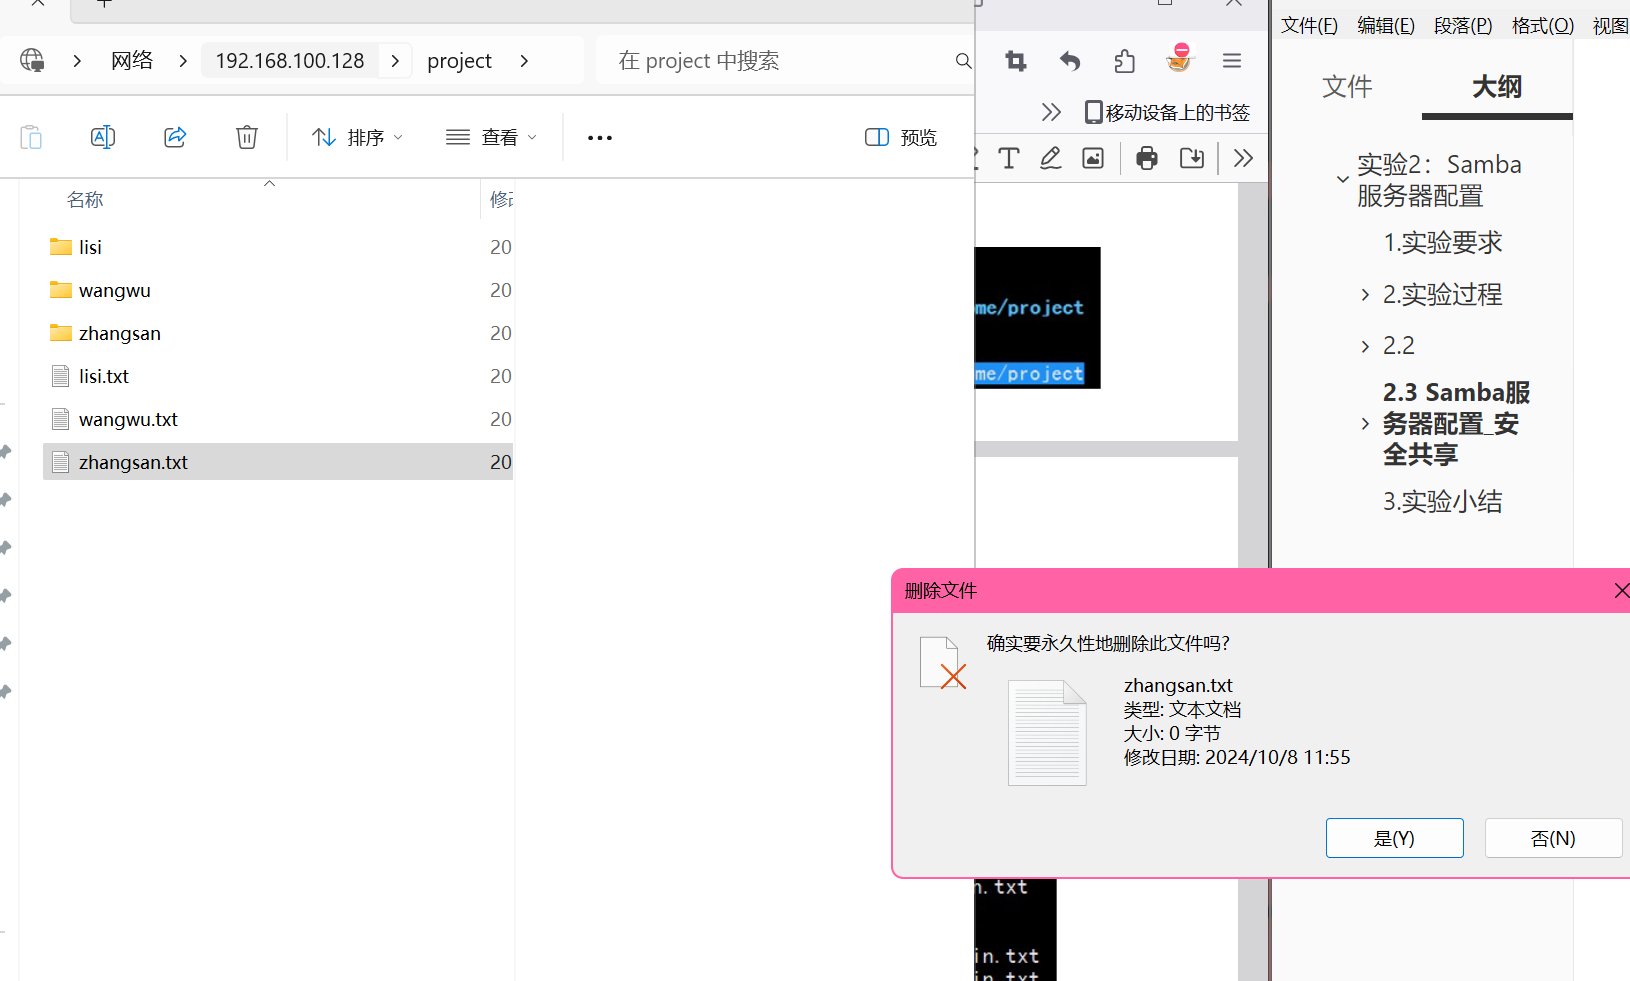 网络
192.168.100.128
project
在 project 中搜索
排序
查看
预览
名称
lisi
20
wangwu
20
zhangsan
20
lisi.txt
20
wangwu.txt
20
zhangsan.txt
20
移动设备上的书签
me/project
me/project
n.txt
in.txt
in.txt
文件(F) 编辑(E) 段落(P) 格式(O) 视图
文件
大纲
实验2：Samba
服务器配置
1.实验要求
2.实验过程
2.2
2.3 Samba服
务器配置_安
全共享
3.实验小结
删除文件
确实要永久性地删除此文件吗?
zhangsan.txt
类型: 文本文档
大小: 0 字节
修改日期: 2024/10/8 11:55
是(Y)
否(N)